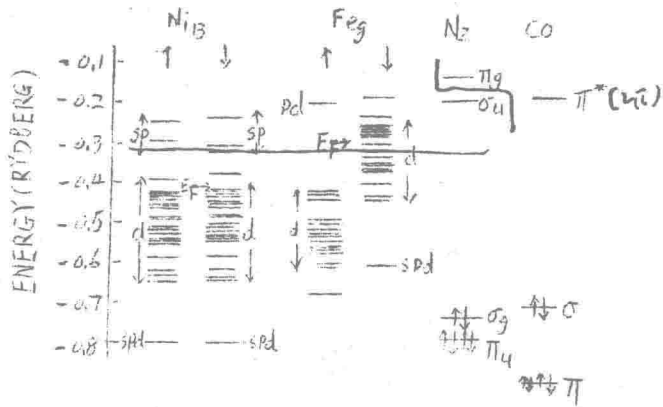 Ni13 Fe9 N2 CO
↑ ↓ ↑ ↓
ENERGY (RYDBERG)
- 0.1
- 0.2
- 0.3
- 0.4
- 0.5
- 0.6
- 0.7
- 0.8
sp
sp
pd
πg
σu
π*(2π)
EF
EF
d
d
d
d
spd
spd
spd
σg
πu
σ
π